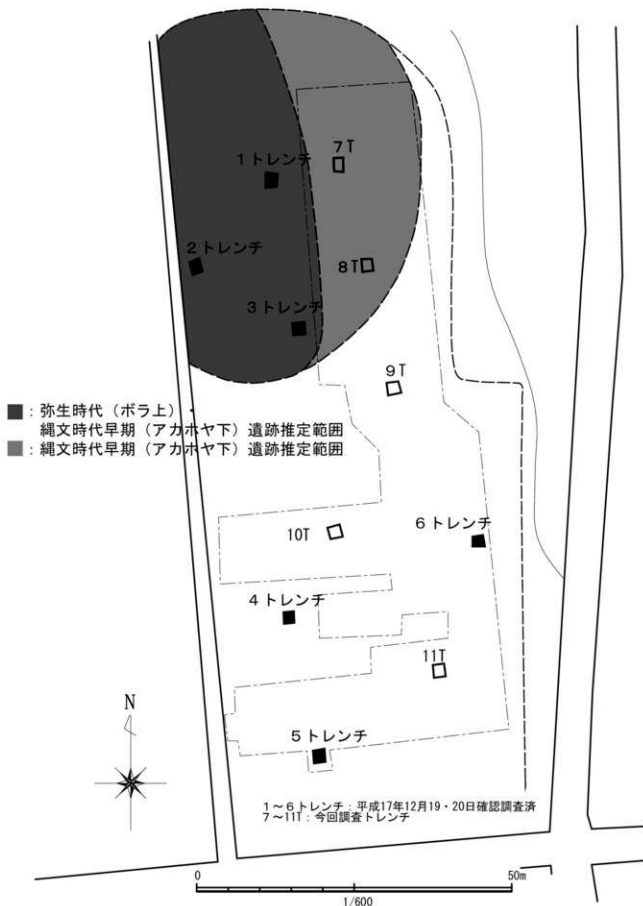 7T
1トレンチ
2トレンチ
8T
3トレンチ
9T
■：弥生時代（ボラ上）・
縄文時代早期（アカホヤ下）遺跡推定範囲
■：縄文時代早期（アカホヤ下）遺跡推定範囲
10T
6トレンチ
4トレンチ
11T
5トレンチ
N
1～6トレンチ：平成17年12月19・20日確認調査済
7～11T：今回調査トレンチ
0 50m
1/600